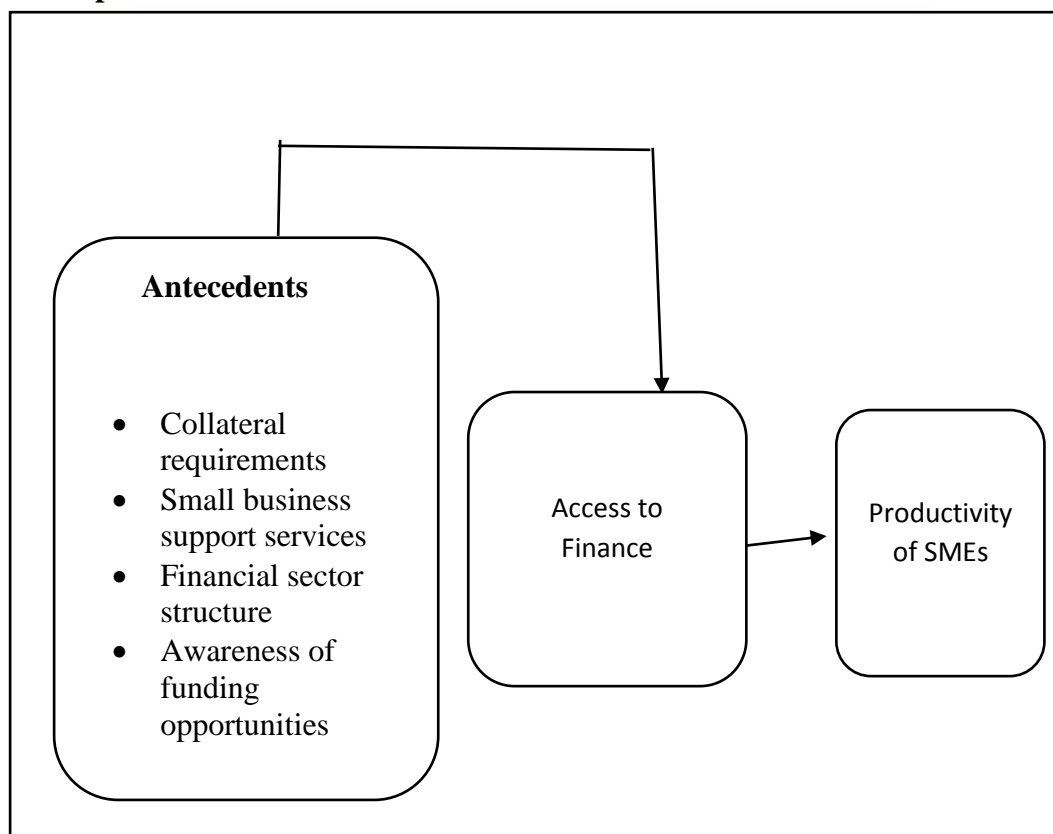 Antecedents
• Collateral
requirements
• Small business
support services
• Financial sector
structure
• Awareness of
funding
opportunities
Access to
Finance
Productivity
of SMEs